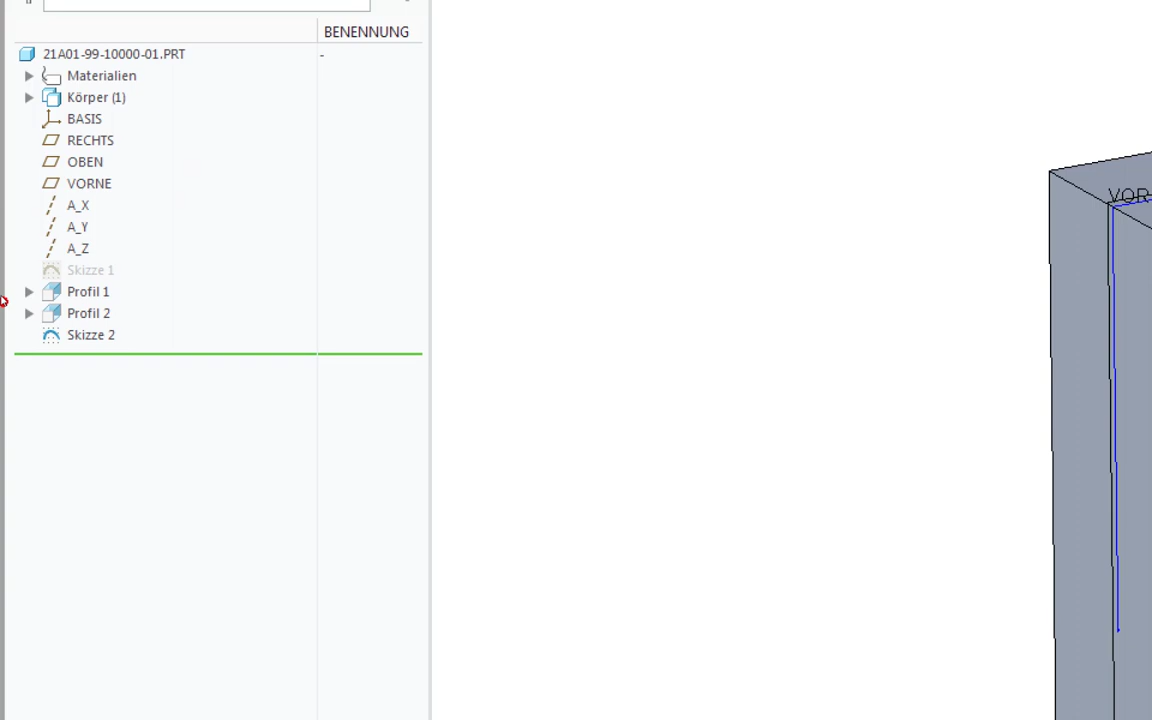 BENENNUNG
21A01-99-10000-01.PRT -
Materialien
Körper (1)
BASIS
RECHTS
OBEN
VORNE
A_X
A_Y
A_Z
Skizze 1
Profil 1
Profil 2
Skizze 2
VOR